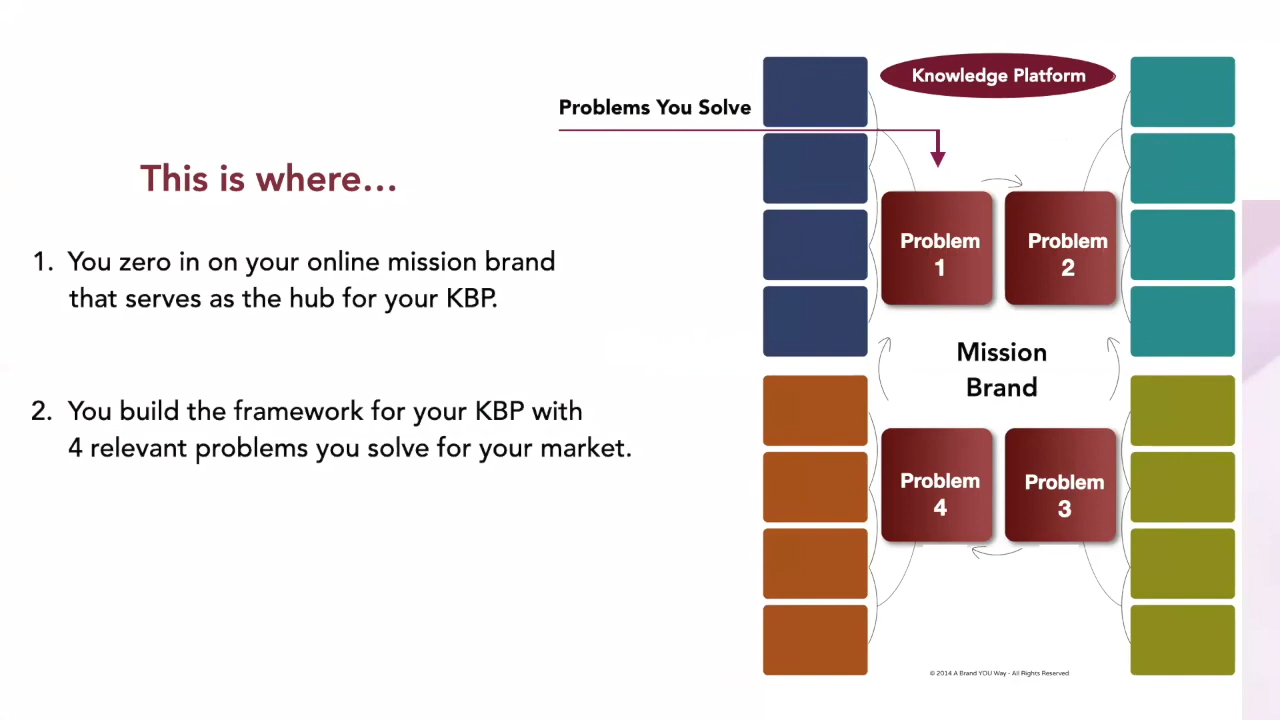 Knowledge Platform
Problems You Solve
This is where...
1. You zero in on your online mission brand
that serves as the hub for your KBP.
2. You build the framework for your KBP with
4 relevant problems you solve for your market.
Problem
1
Problem
2
Mission
Brand
Problem
4
Problem
3
© 2014 A Brand YOU Way - All Rights Reserved